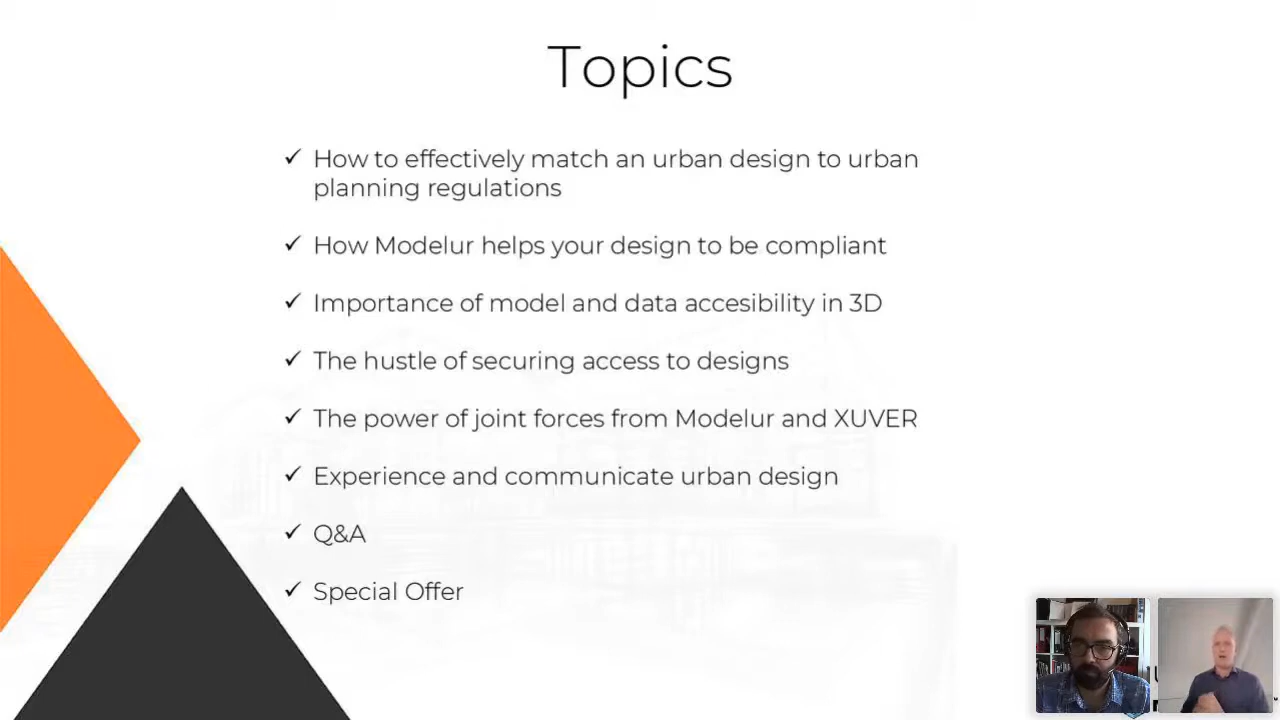 Topics
✓ How to effectively match an urban design to urban
planning regulations
✓ How Modelur helps your design to be compliant
✓ Importance of model and data accesibility in 3D
✓ The hustle of securing access to designs
✓ The power of joint forces from Modelur and XUVER
✓ Experience and communicate urban design
✓ Q&A
✓ Special Offer